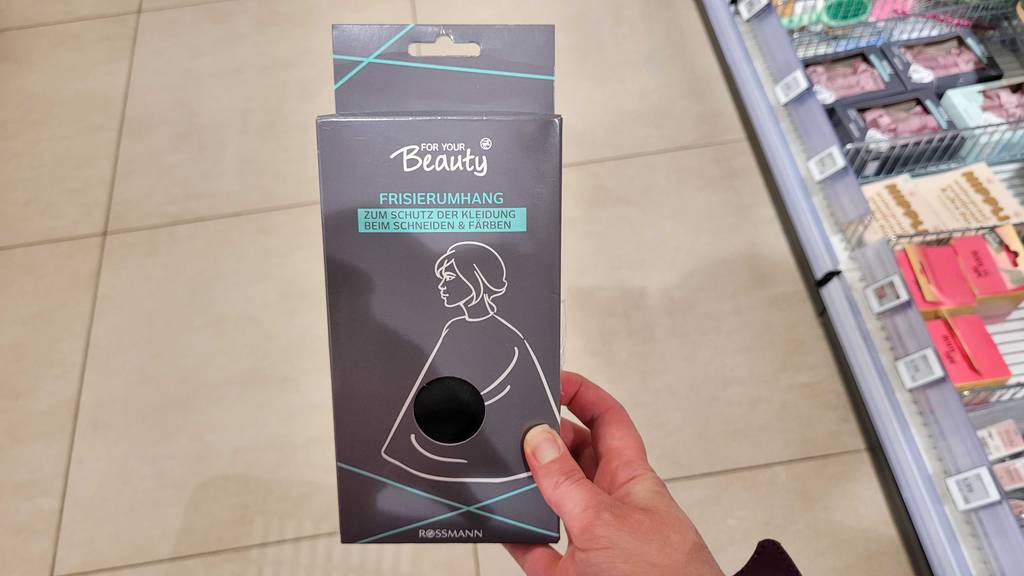 FOR YOUR
Beauty
FRISIERUMHANG
ZUM SCHUTZ DER KLEIDUNG
BEIM SCHNEIDEN & FÄRBEN
ROSSMANN